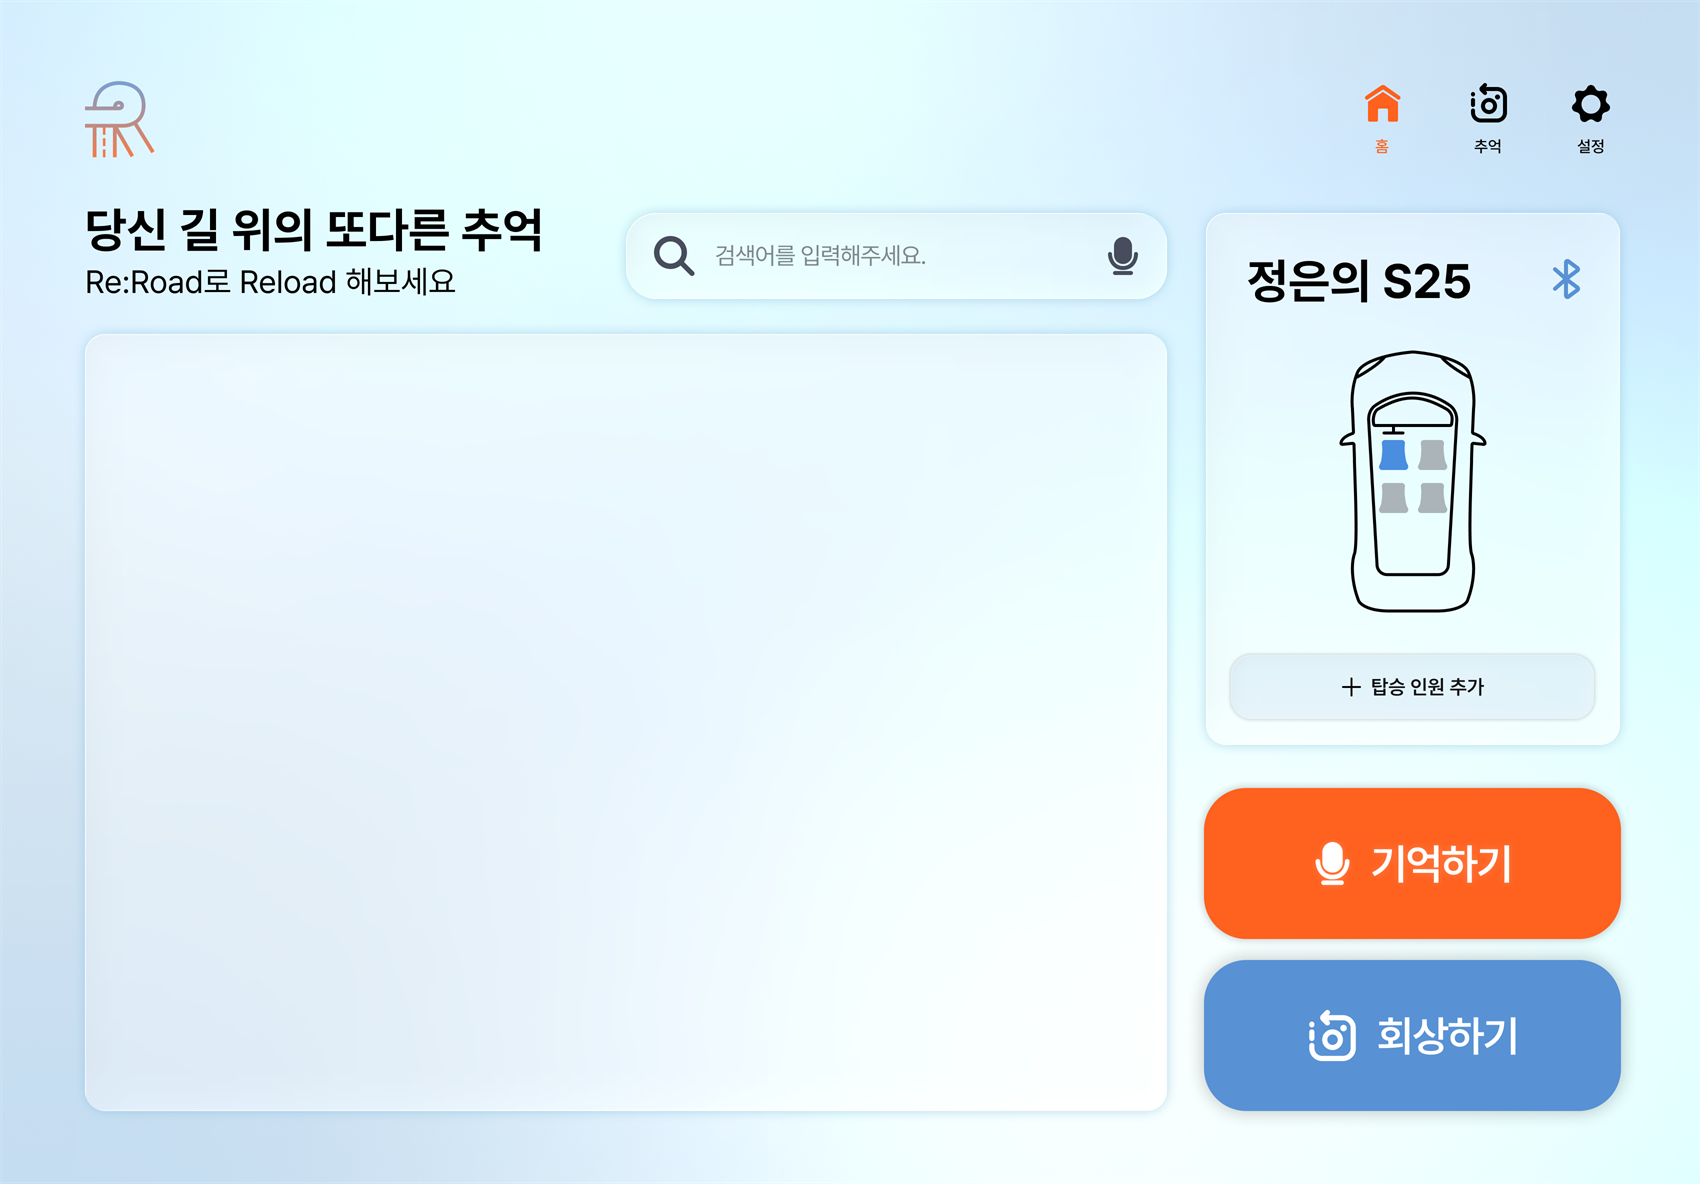 홈
추억
설정
당신 길 위의 또다른 추억
Re:Road로 Reload 해보세요
검색어를 입력해주세요.
정은의 S25
+ 탑승 인원 추가
기억하기
회상하기